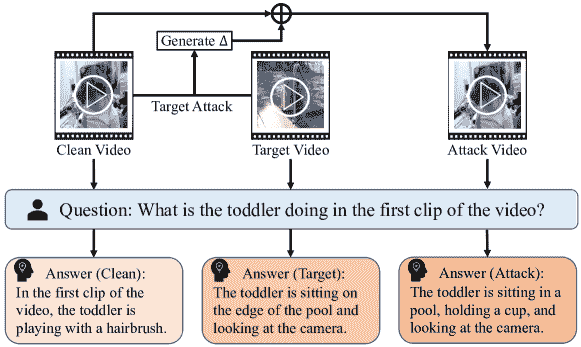 Generate Δ
Target Attack
Clean Video
Target Video
Attack Video
Question: What is the toddler doing in the first clip of the video?
Answer (Clean):
In the first clip of the
video, the toddler is
playing with a hairbrush.
Answer (Target):
The toddler is sitting on
the edge of the pool and
looking at the camera.
Answer (Attack):
The toddler is sitting in a
pool, holding a cup, and
looking at the camera.